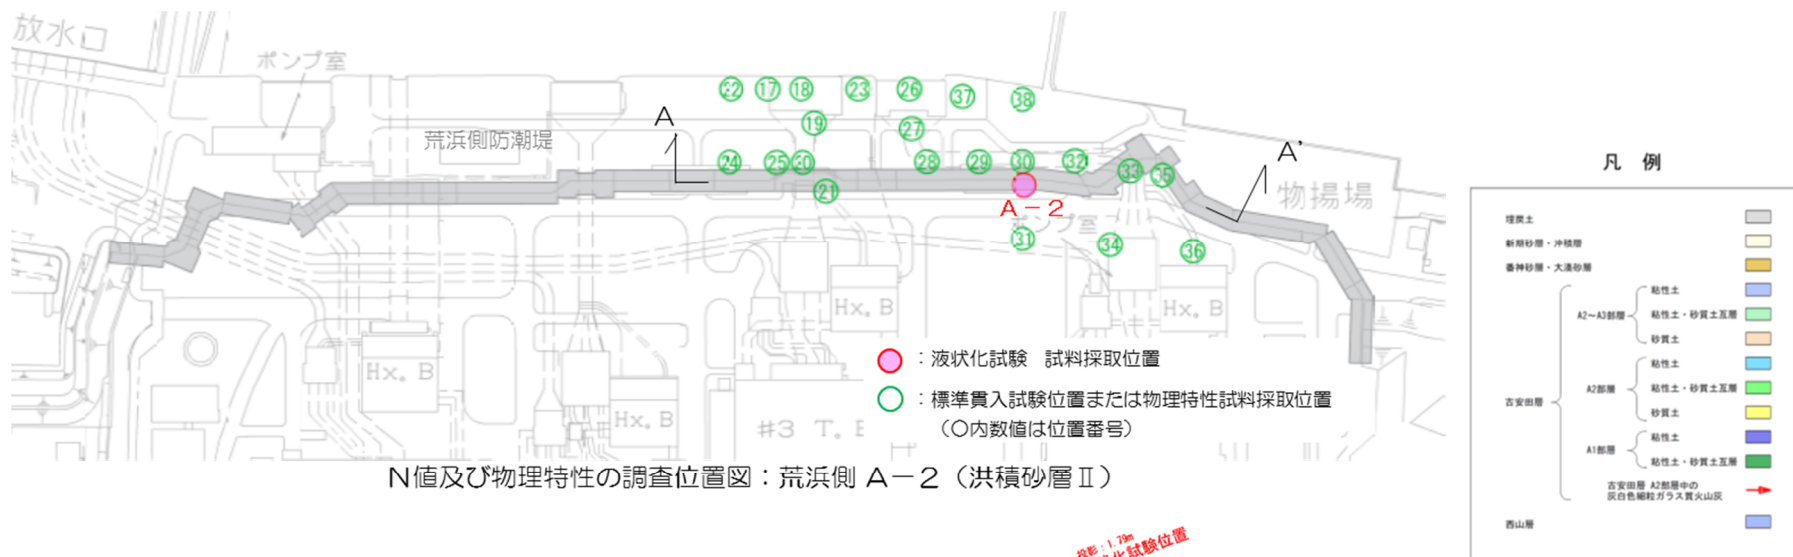 放水口
ポンプ室
荒浜側防潮堤
22
17
18
23
26
37
38
19
27
A
A'
24
25
20
28
29
30
32
33
35
21
A-2
物揚場
ポンプ室
31
34
36
Hx. B
Hx. B
Hx. B
Hx. B
#3 T. B
：液状化試験 試料採取位置
：標準貫入試験位置または物理特性試料採取位置
（○内数値は位置番号）
N値及び物理特性の調査位置図：荒浜側 A－2（洪積砂層Ⅱ）
凡 例
埋戻土
新期砂層・沖積層
番神砂層・大湊砂層
古安田層
A2～A3部層
粘性土
粘性土・砂質土互層
砂質土
A2部層
粘性土
粘性土・砂質土互層
砂質土
A1部層
粘性土
粘性土・砂質土互層
古安田層 A2部層中の
灰白色細粒ガラス質火山灰
西山層
投影：1.79m
化試験位置